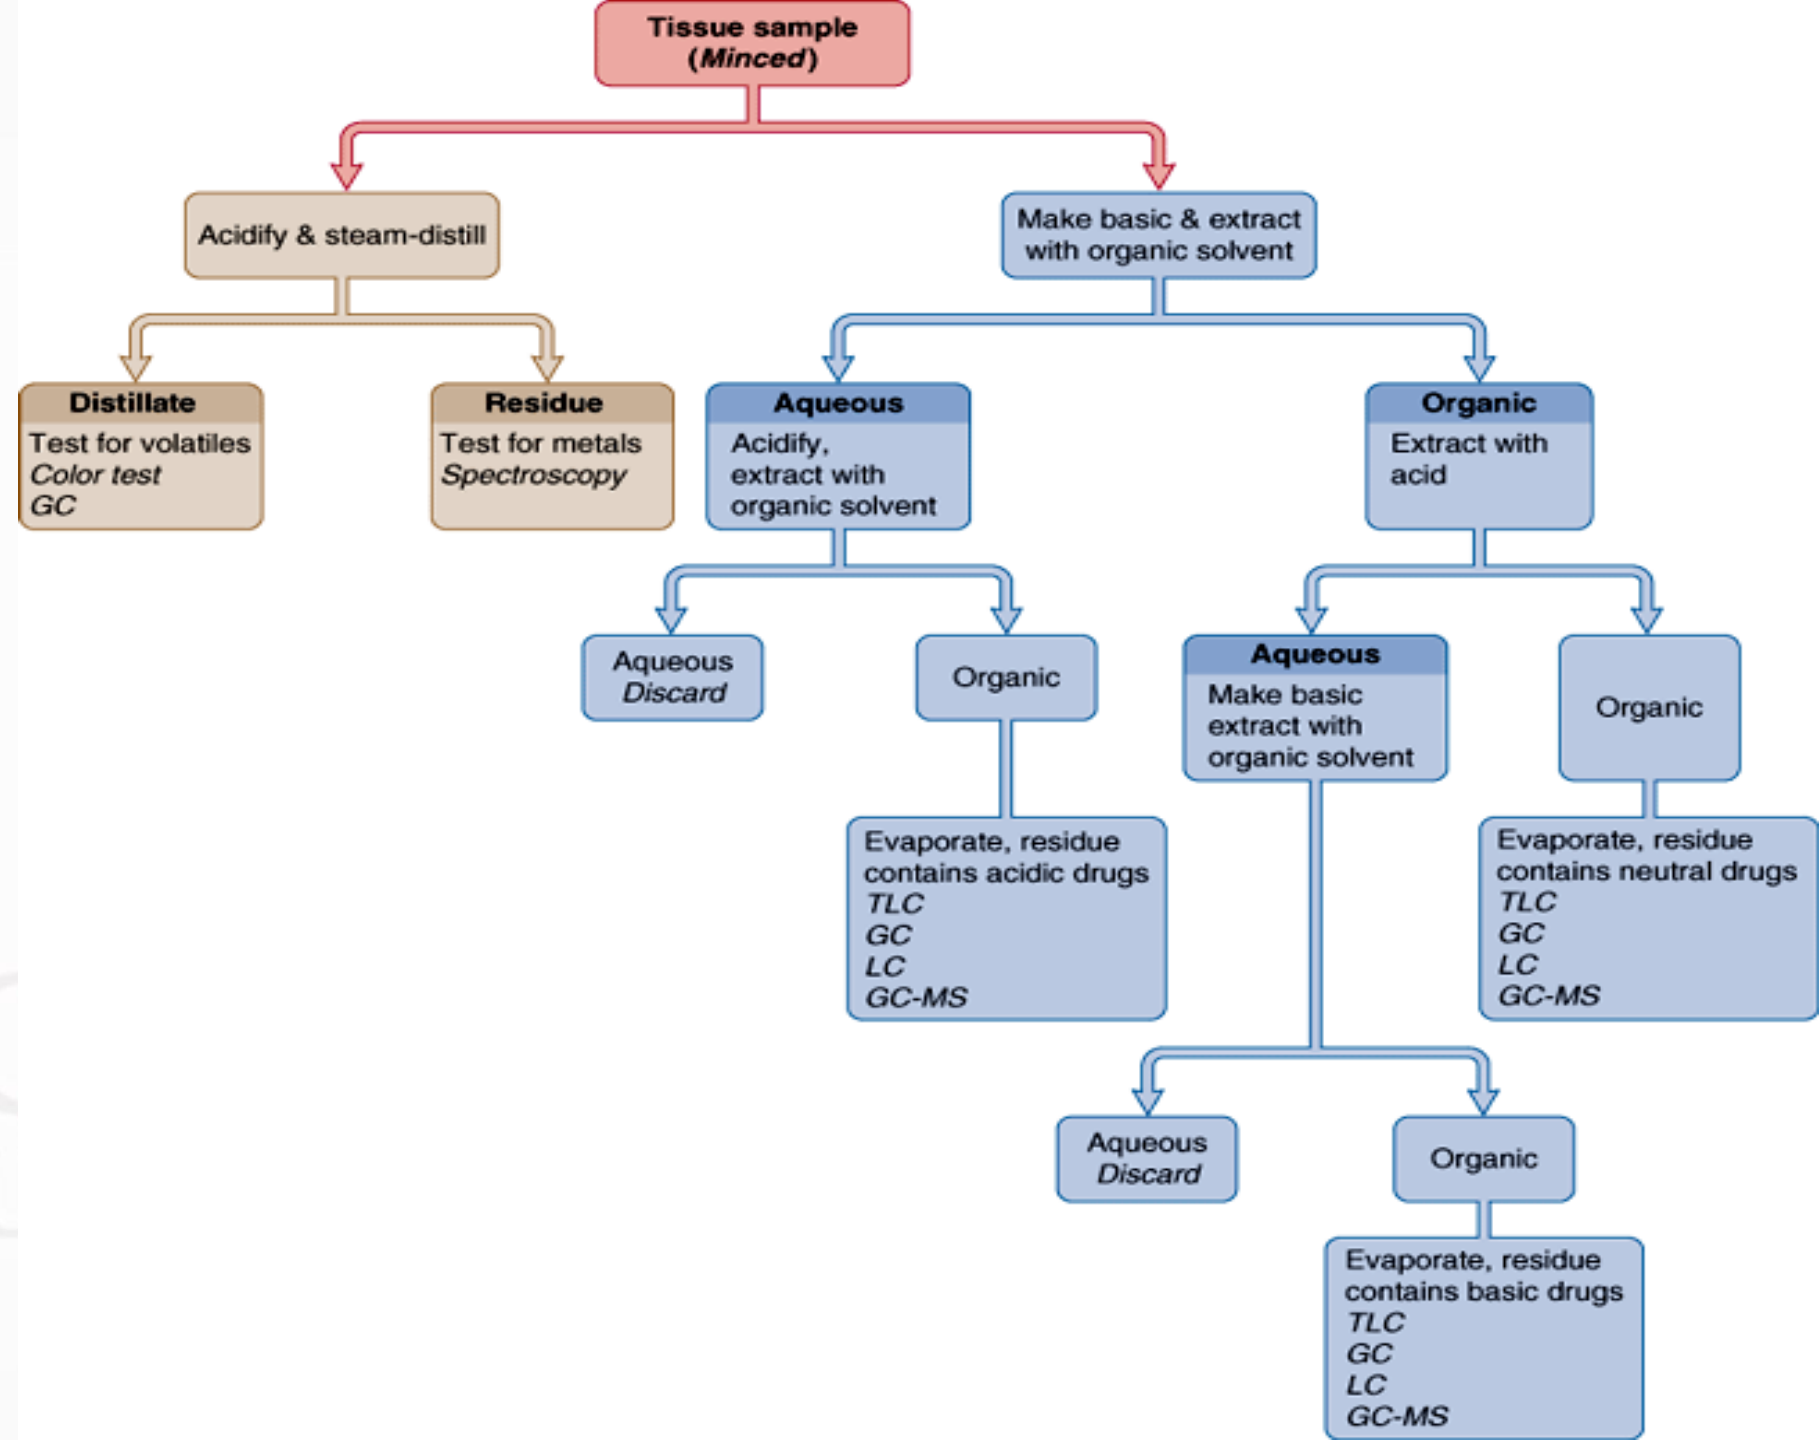 Tissue sample
(Minced)
Acidify & steam-distill
Make basic & extract
with organic solvent
Distillate
Test for volatiles
Color test
GC
Residue
Test for metals
Spectroscopy
Aqueous
Acidify,
extract with
organic solvent
Organic
Extract with
acid
Aqueous
Discard
Organic
Aqueous
Make basic
extract with
organic solvent
Organic
Evaporate, residue
contains acidic drugs
TLC
GC
LC
GC-MS
Evaporate, residue
contains neutral drugs
TLC
GC
LC
GC-MS
Aqueous
Discard
Organic
Evaporate, residue
contains basic drugs
TLC
GC
LC
GC-MS